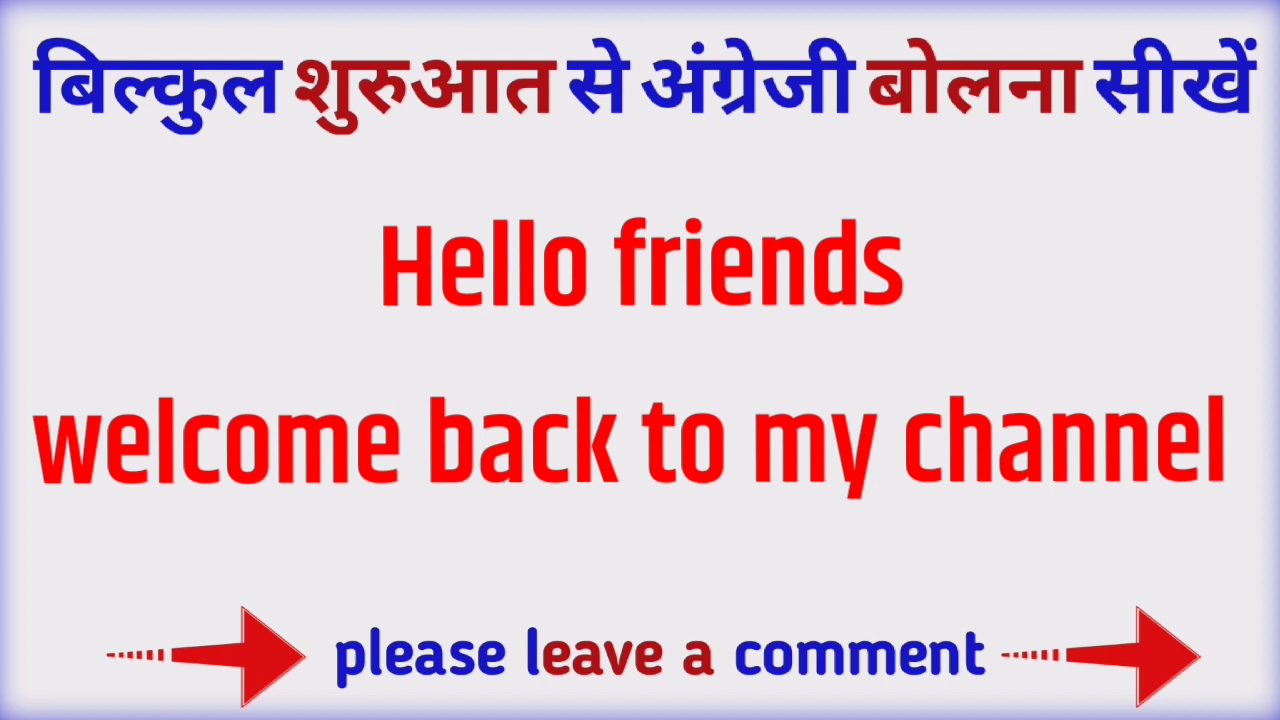 बिल्कुल शुरुआत से अंग्रेजी बोलना सीखें
Hello friends
welcome back to my channel
please leave a comment